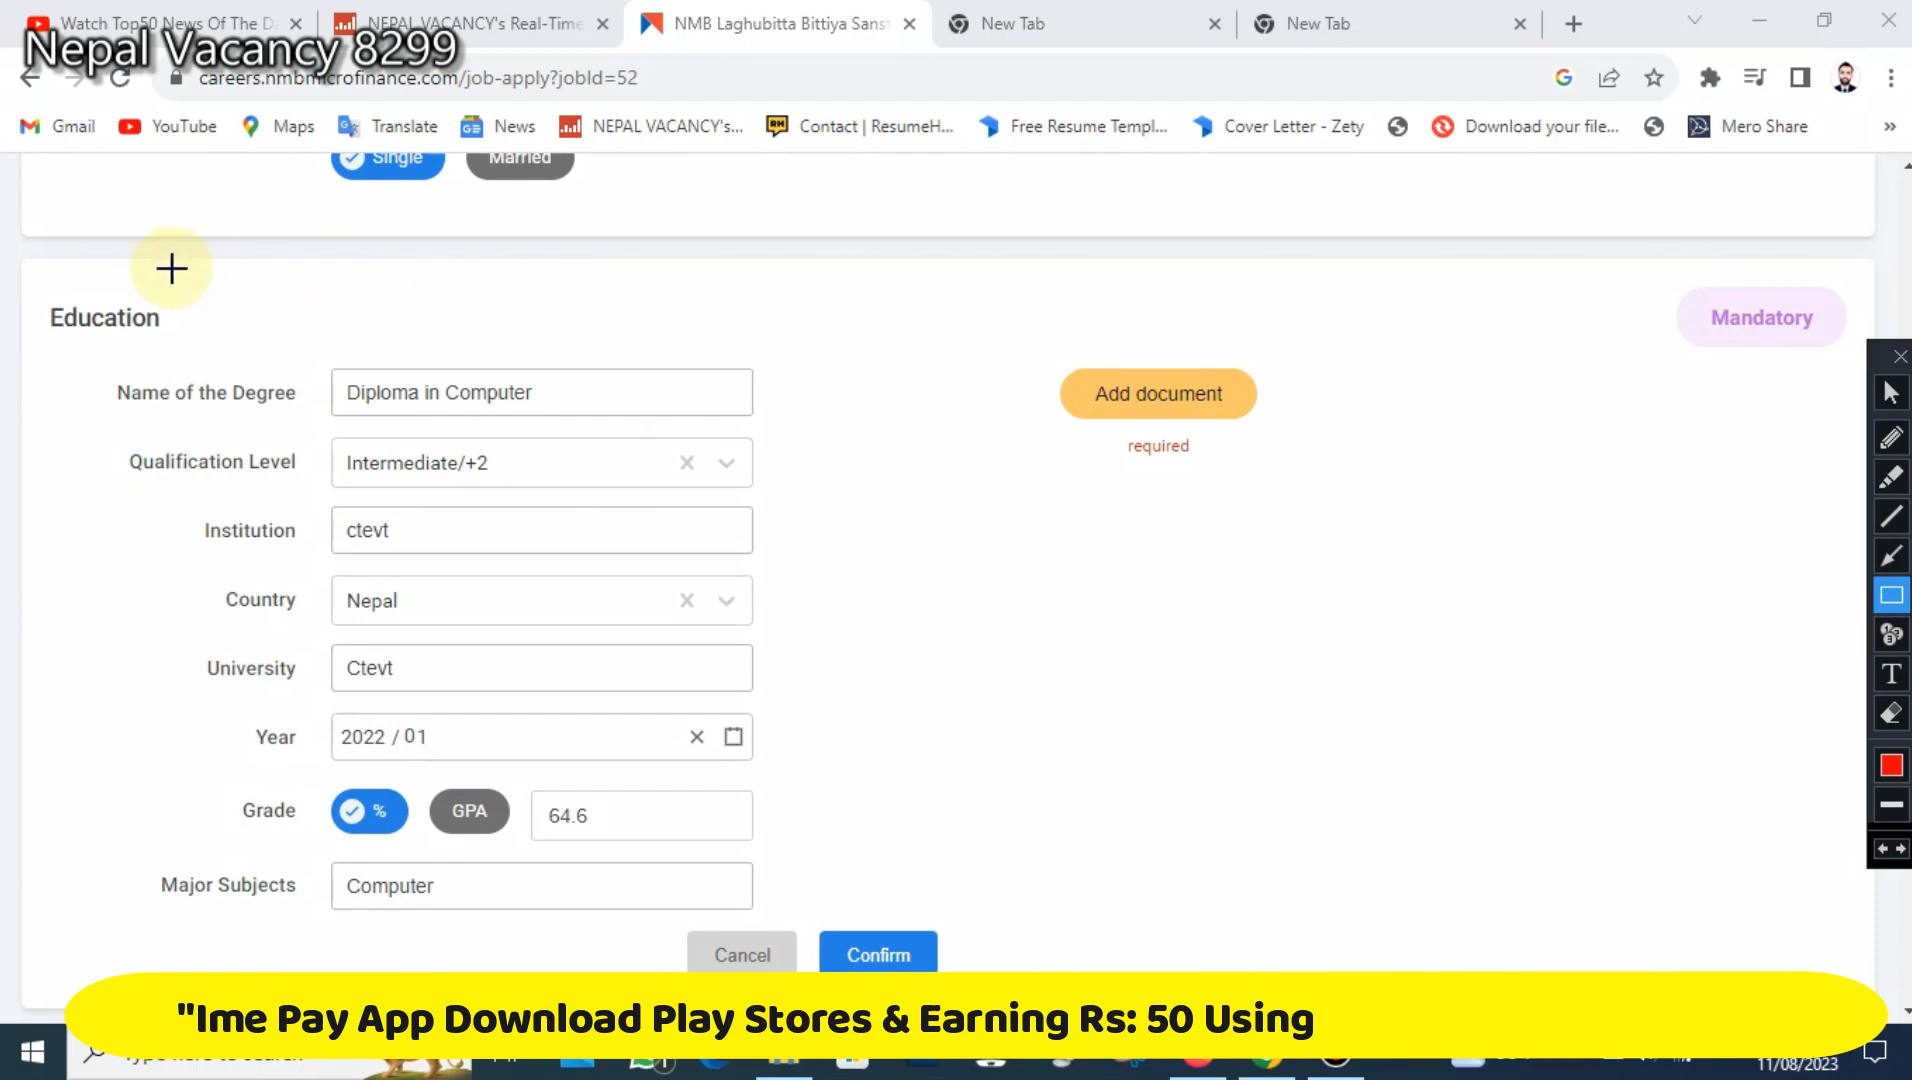 Watch Top50 News Of The D
NEPAL VACANCY's Real-Time
NMB Laghubitta Bittiya Sanst
New Tab
New Tab
Nepal Vacancy 8299
careers.nmbmicrofinance.com/job-apply?jobId=52
Gmail
YouTube
Maps
Translate
News
NEPAL VACANCY's...
Contact | ResumeH...
Free Resume Templ...
Cover Letter - Zety
Download your file...
Mero Share
»
Single
Married
Education
Mandatory
Name of the Degree
Diploma in Computer
Add document
required
Qualification Level
Intermediate/+2
Institution
ctevt
Country
Nepal
University
Ctevt
Year
2022 / 01
Grade
%
GPA
64.6
Major Subjects
Computer
Cancel
Confirm
"Ime Pay App Download Play Stores & Earning Rs: 50 Using
11/08/2023